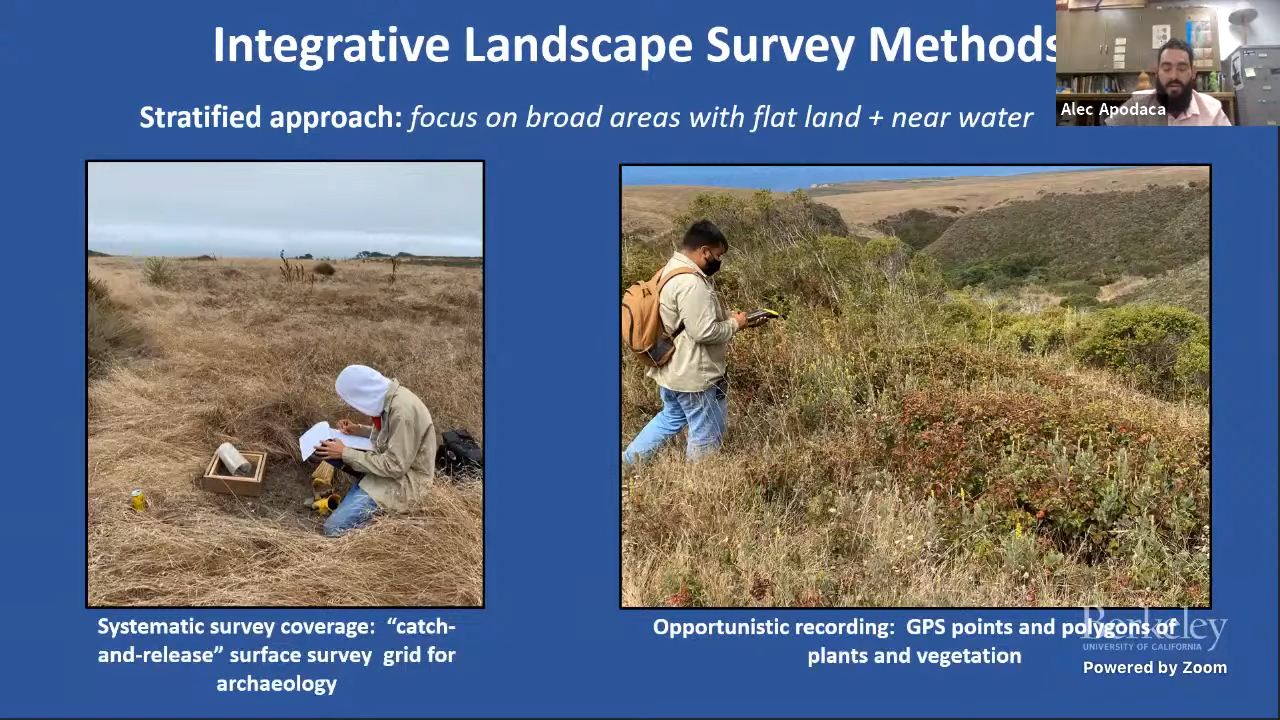 Integrative Landscape Survey Methods
Alec Apodaca
Stratified approach: focus on broad areas with flat land + near water
Systematic survey coverage: “catch-
and-release” surface survey grid for
archaeology
Opportunistic recording: GPS points and polygons of
plants and vegetation
Berkeley
UNIVERSITY OF CALIFORNIA
Powered by Zoom